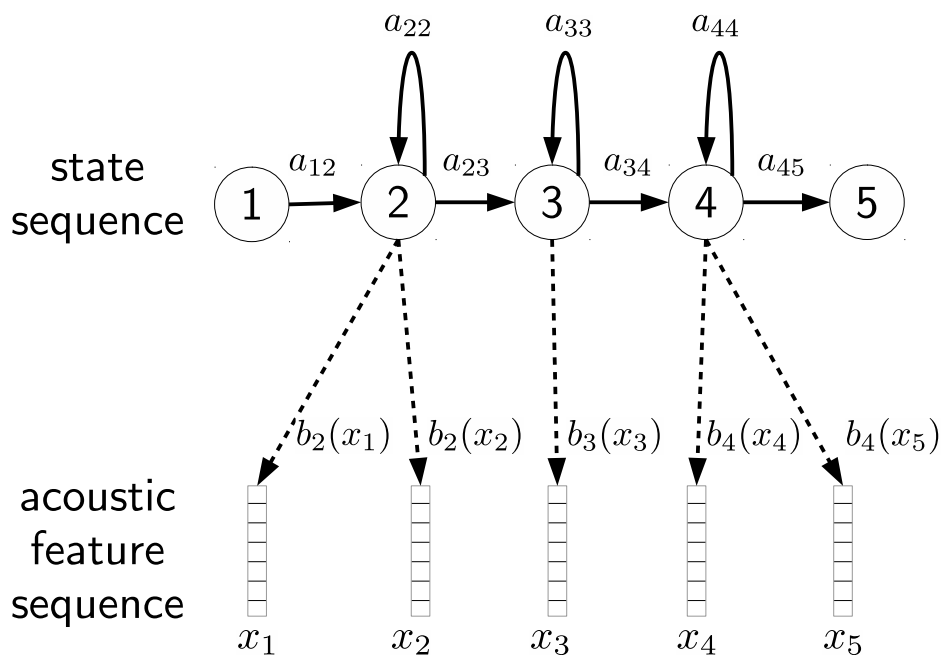 a₂₂ a₃₃ a₄₄
state
sequence
a₁₂ a₂₃ a₃₄ a₄₅
1 2 3 4 5
b₂(x₁) b₂(x₂) b₃(x₃) b₄(x₄) b₄(x₅)
acoustic
feature
sequence
x₁ x₂ x₃ x₄ x₅